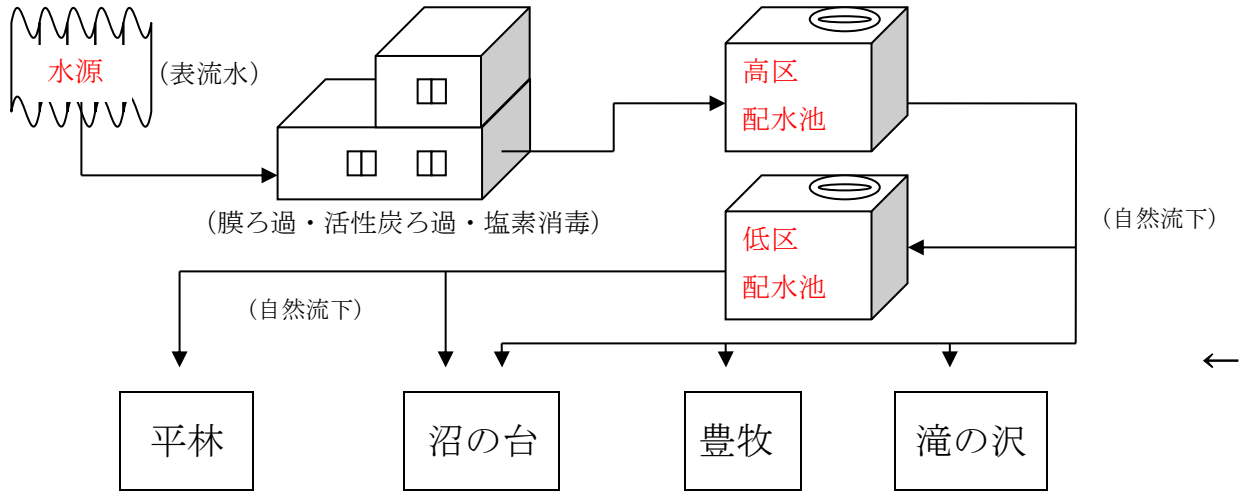 水源
（表流水）
高区
配水池
（膜ろ過・活性炭ろ過・塩素消毒）
（自然流下）
低区
配水池
（自然流下）
←
平林
沼の台
豊牧
滝の沢